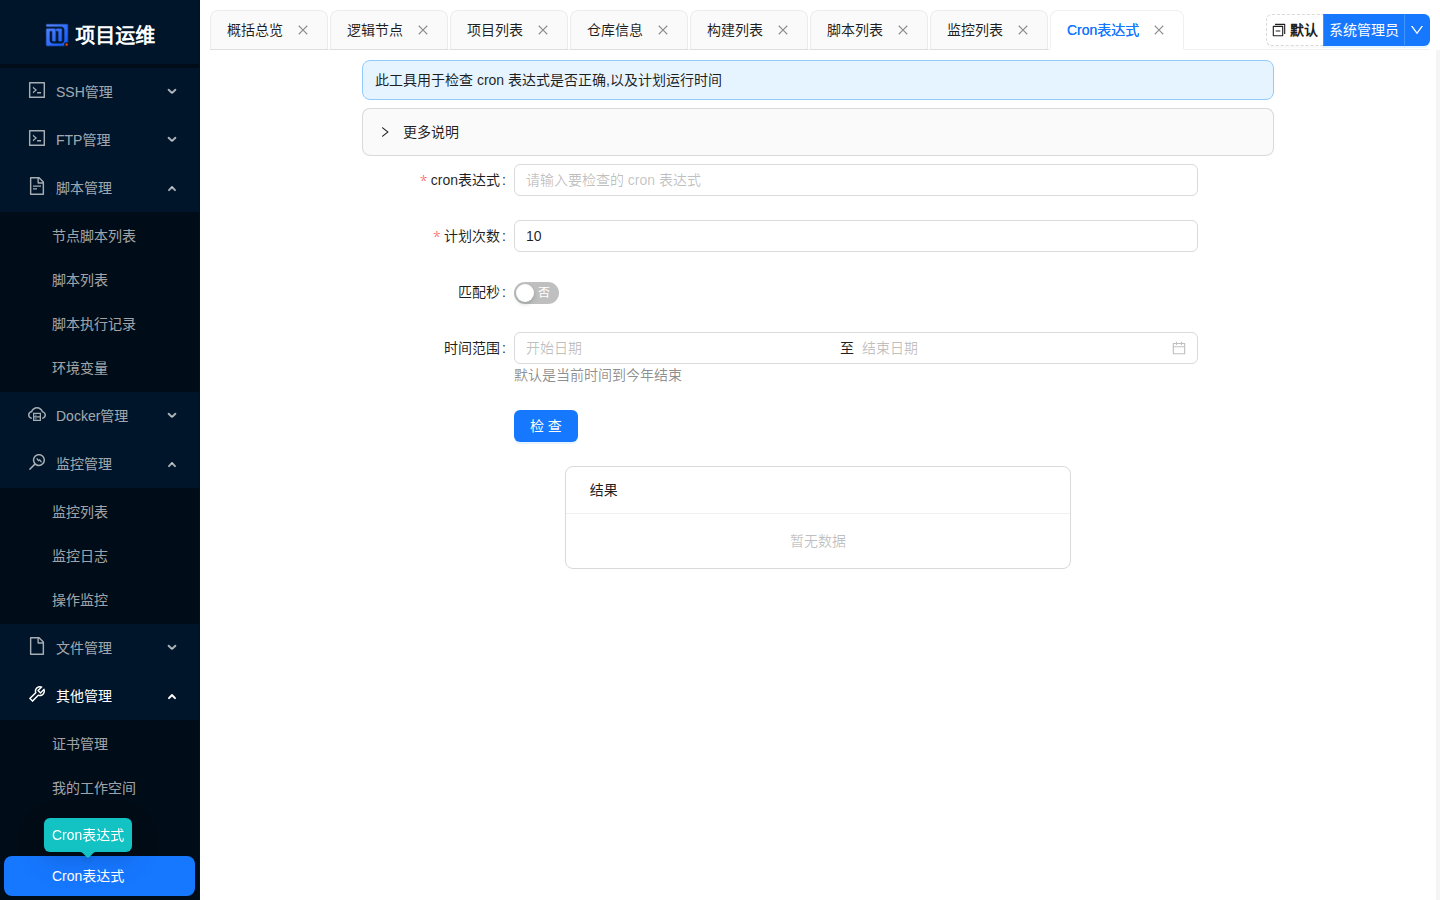 项目运维
SSH管理
FTP管理
脚本管理
节点脚本列表
脚本列表
脚本执行记录
环境变量
Docker管理
监控管理
监控列表
监控日志
操作监控
文件管理
其他管理
证书管理
我的工作空间
Cron表达式
Cron表达式
概括总览
逻辑节点
项目列表
仓库信息
构建列表
脚本列表
监控列表
Cron表达式
默认
系统管理员
此工具用于检查 cron 表达式是否正确,以及计划运行时间
更多说明
* cron表达式: 请输入要检查的 cron 表达式
* 计划次数: 10
匹配秒: 否
时间范围: 开始日期 至 结束日期
默认是当前时间到今年结束
检 查
结果
暂无数据